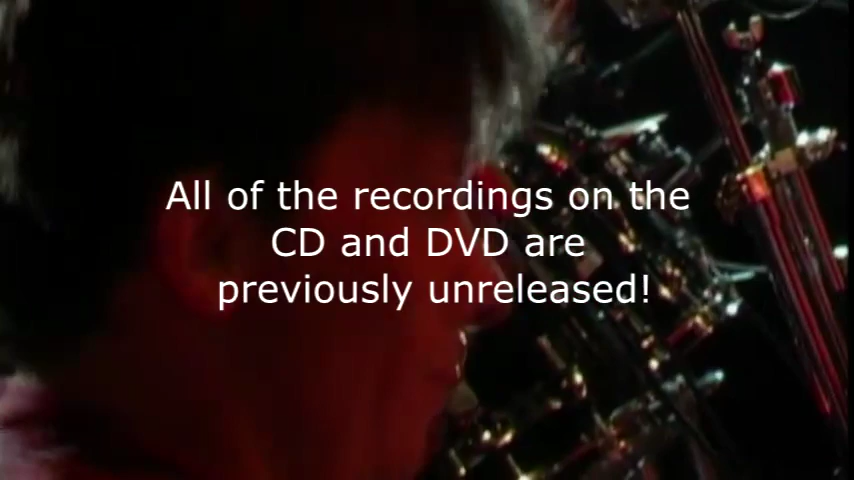 All of the recordings on the
CD and DVD are
previously unreleased!